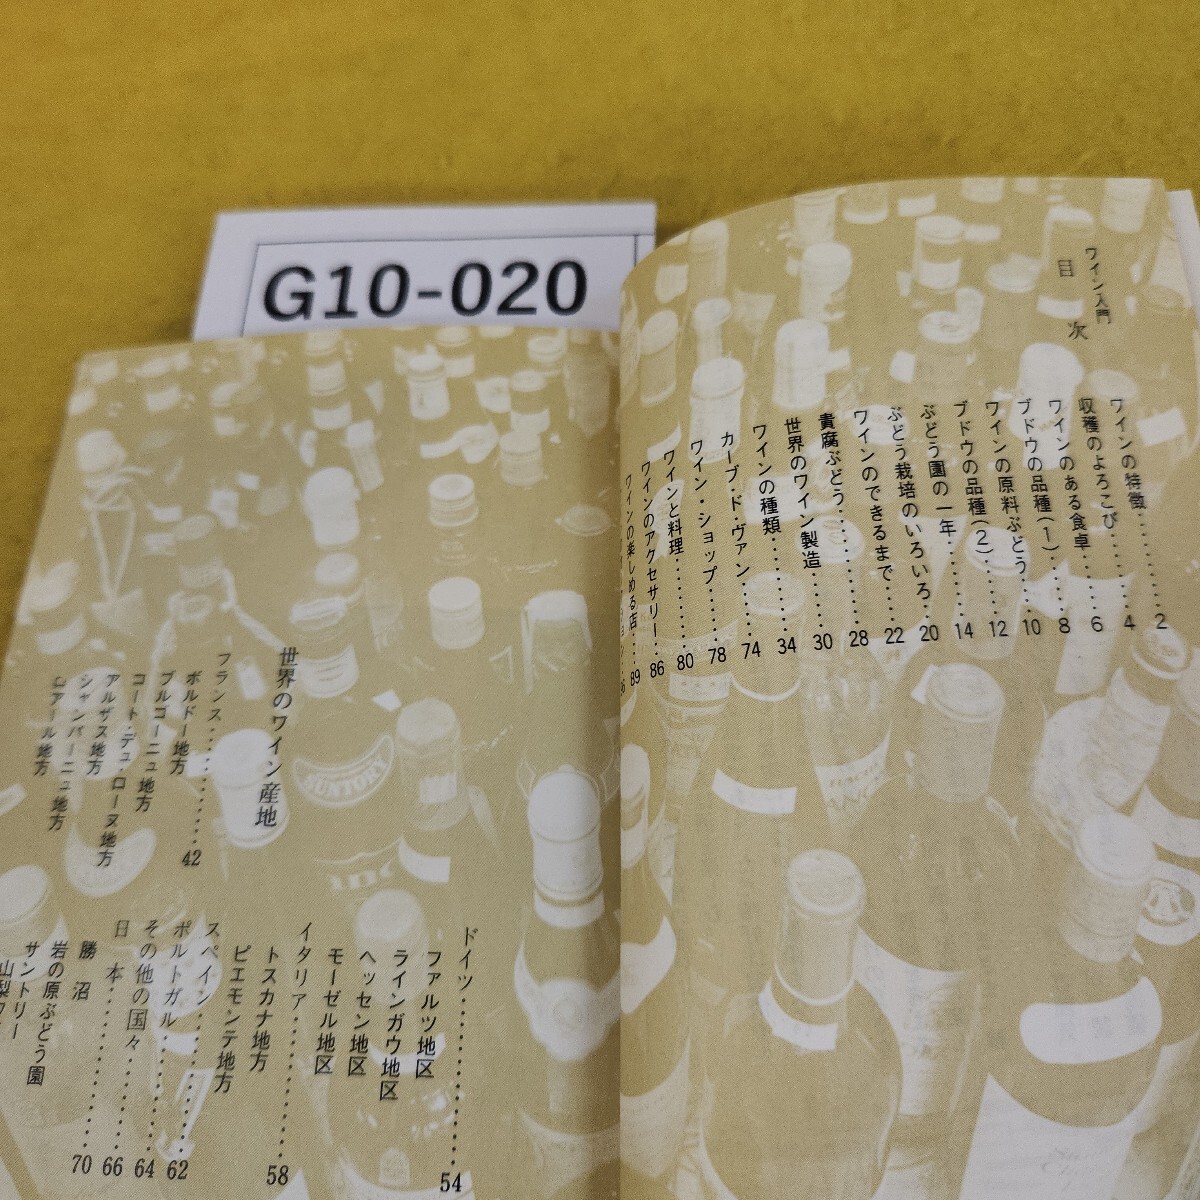 G10-020
ワイン入門
目次
ワインの特徴……………2
収穫のよろこび…………4
ワインのある食卓………6
ブドウの品種(1)………8
ワインの原料ぶどう……10
ブドウの品種(2)………12
ぶどう園の一年…………14
ぶどう栽培のいろいろ…20
ワインのできるまで……22
貴腐ぶどう………………28
世界のワイン製造………30
ワインの種類……………34
カーブ・ド・ヴァン……74
ワイン・ショップ………78
ワインと料理……………80
ワインのアクセサリー…86
ワインの楽しめる店……89
世界のワイン産地
フランス…………………42
ボルドー地方
ブルゴーニュ地方
コート・デュ・ローヌ地方
アルザス地方
シャンパーニュ地方
ロアール地方
ドイツ……………………54
ファルツ地区
ラインガウ地区
ヘッセン地区
モーゼル地区
イタリア…………………58
トスカナ地方
ピエモンテ地方
スペイン…………………62
ポルトガル………………64
その他の国々……………66
日本………………………70
勝沼
岩の原ぶどう園
サントリー
SUNTORY